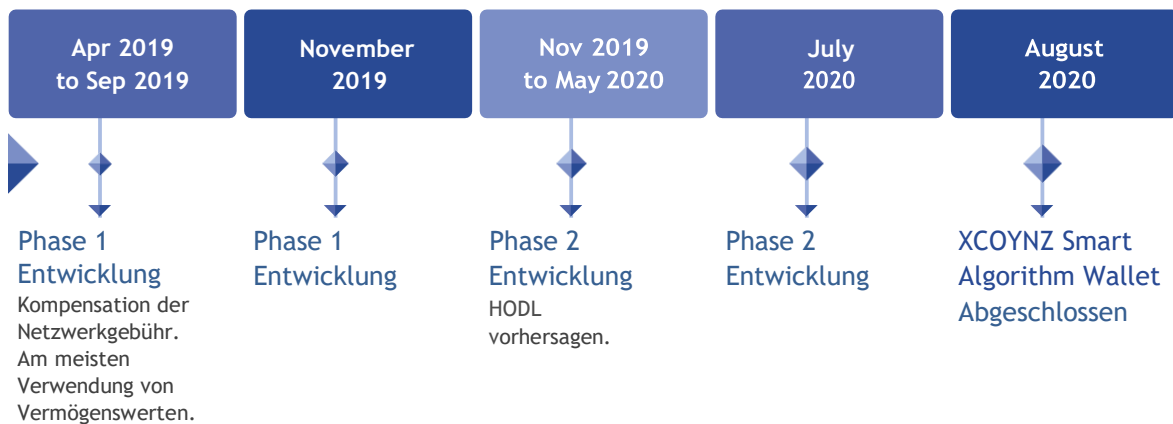 Apr 2019
to Sep 2019
November
2019
Nov 2019
to May 2020
July
2020
August
2020
Phase 1
Entwicklung
Kompensation der
Netzwerkgebühr.
Am meisten
Verwendung von
Vermögenswerten.
Phase 1
Entwicklung
Phase 2
Entwicklung
HODL
vorhersagen.
Phase 2
Entwicklung
XCOYNZ Smart
Algorithm Wallet
Abgeschlossen